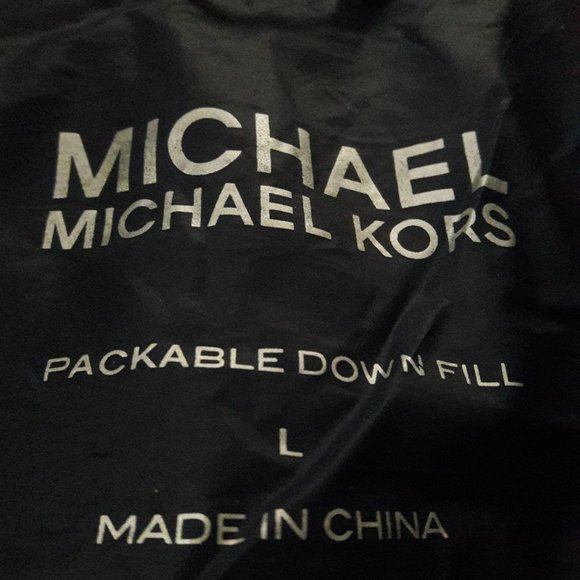 MICHAEL
MICHAEL KORS
PACKABLE DOWN FILL
L
MADE IN CHINA